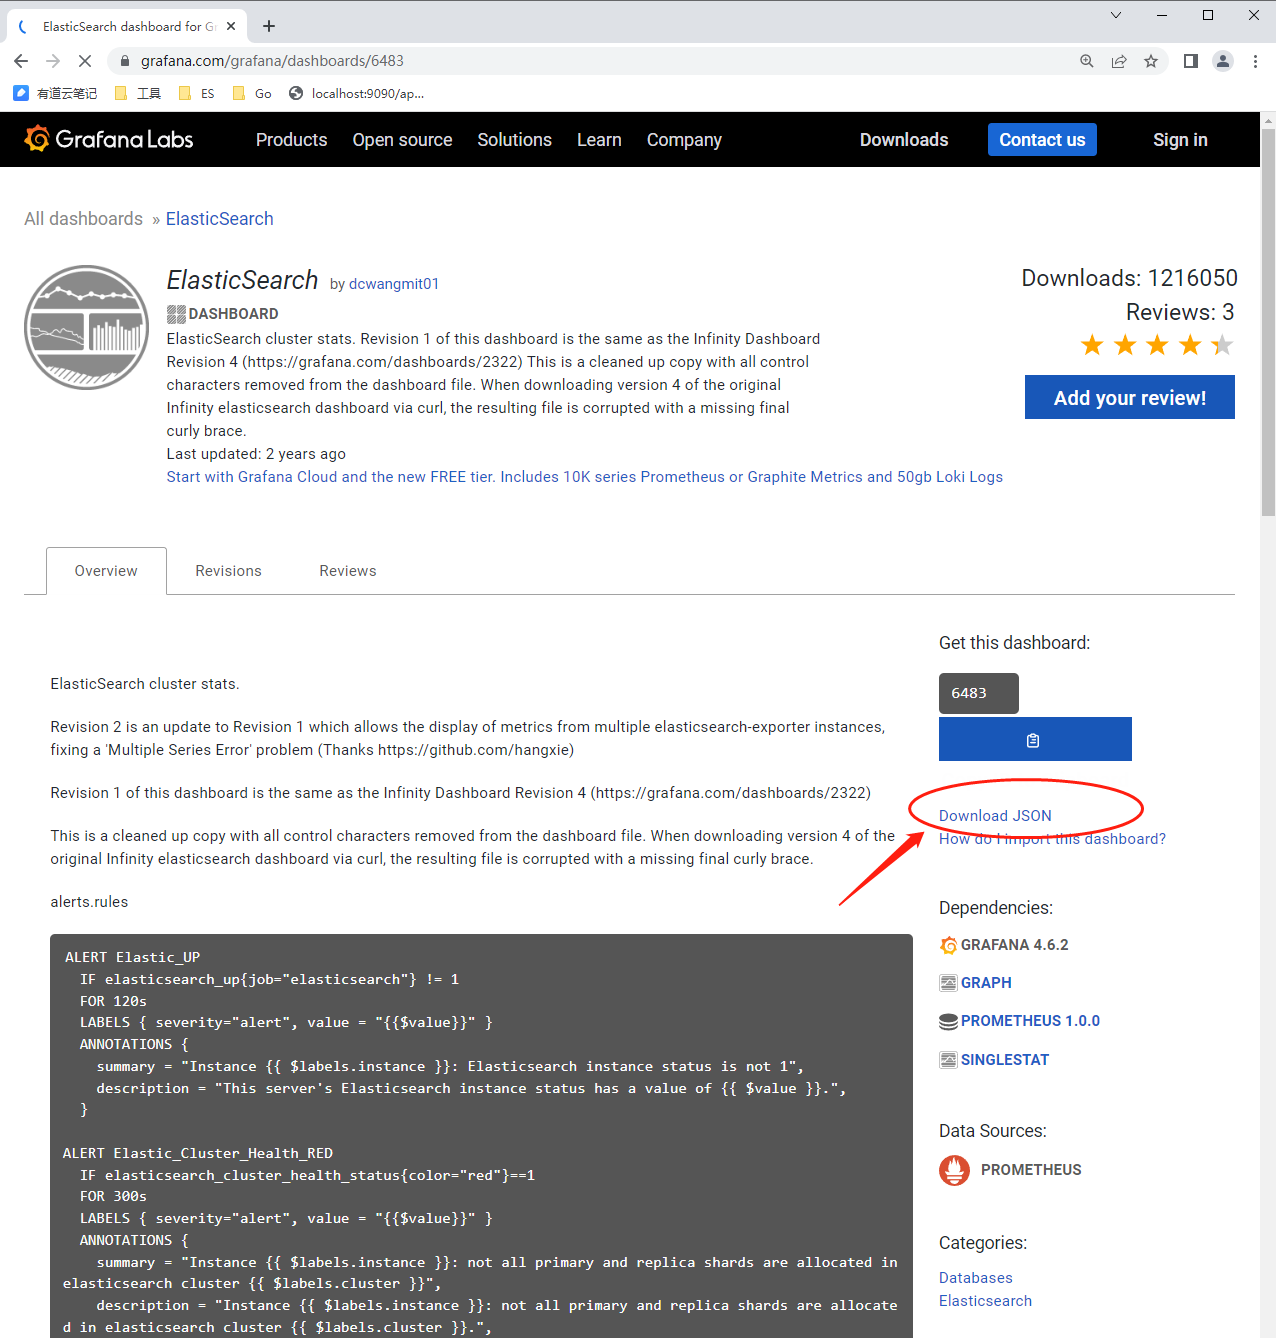 ElasticSearch dashboard for Gr
grafana.com/grafana/dashboards/6483
有道云笔记 工具 ES Go localhost:9090/ap...
Grafana Labs Products Open source Solutions Learn Company Downloads Contact us Sign in
All dashboards » ElasticSearch
ElasticSearch by dcwangmit01
DASHBOARD
ElasticSearch cluster stats. Revision 1 of this dashboard is the same as the Infinity Dashboard
Revision 4 (https://grafana.com/dashboards/2322) This is a cleaned up copy with all control
characters removed from the dashboard file. When downloading version 4 of the original
Infinity elasticsearch dashboard via curl, the resulting file is corrupted with a missing final
curly brace.
Last updated: 2 years ago
Start with Grafana Cloud and the new FREE tier. Includes 10K series Prometheus or Graphite Metrics and 50gb Loki Logs
Downloads: 1216050
Reviews: 3
Add your review!
Overview Revisions Reviews
ElasticSearch cluster stats.
Revision 2 is an update to Revision 1 which allows the display of metrics from multiple elasticsearch-exporter instances,
fixing a 'Multiple Series Error' problem (Thanks https://github.com/hangxie)
Revision 1 of this dashboard is the same as the Infinity Dashboard Revision 4 (https://grafana.com/dashboards/2322)
This is a cleaned up copy with all control characters removed from the dashboard file. When downloading version 4 of the
original Infinity elasticsearch dashboard via curl, the resulting file is corrupted with a missing final curly brace.
alerts.rules
ALERT Elastic_UP
IF elasticsearch_up{job="elasticsearch"} != 1
FOR 120s
LABELS { severity="alert", value = "{{$value}}" }
ANNOTATIONS {
summary = "Instance {{ $labels.instance }}: Elasticsearch instance status is not 1",
description = "This server's Elasticsearch instance status has a value of {{ $value }}.",
}
ALERT Elastic_Cluster_Health_RED
IF elasticsearch_cluster_health_status{color="red"}==1
FOR 300s
LABELS { severity="alert", value = "{{$value}}" }
ANNOTATIONS {
summary = "Instance {{ $labels.instance }}: not all primary and replica shards are allocated in
elasticsearch cluster {{ $labels.cluster }}",
description = "Instance {{ $labels.instance }}: not all primary and replica shards are allocate
d in elasticsearch cluster {{ $labels.cluster }}.",
Get this dashboard:
6483
Download JSON
How do I import this dashboard?
Dependencies:
GRAFANA 4.6.2
GRAPH
PROMETHEUS 1.0.0
SINGLESTAT
Data Sources:
PROMETHEUS
Categories:
Databases
Elasticsearch